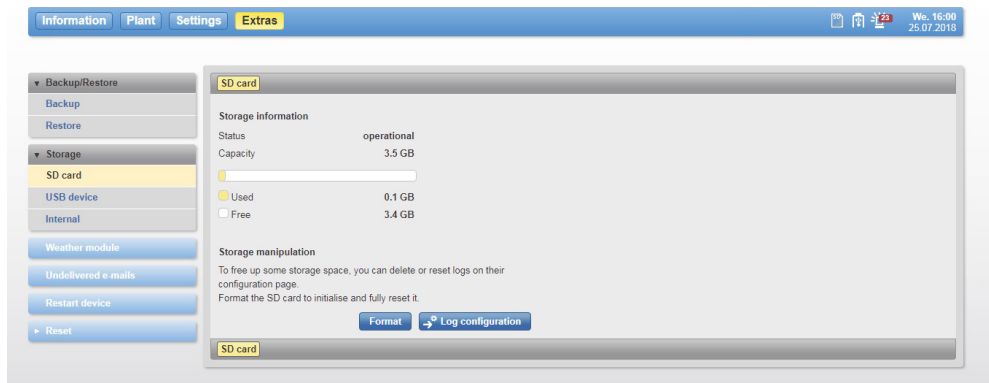 Information Plant Settings Extras SD 23 We. 16:00
25.07.2018
Backup/Restore
Backup
Restore
Storage
SD card
USB device
Internal
Weather module
Undelivered e-mails
Restart device
Reset
SD card
Storage information
Status operational
Capacity 3.5 GB
Used 0.1 GB
Free 3.4 GB
Storage manipulation
To free up some storage space, you can delete or reset logs on their
configuration page.
Format the SD card to initialise and fully reset it.
Format Log configuration
SD card